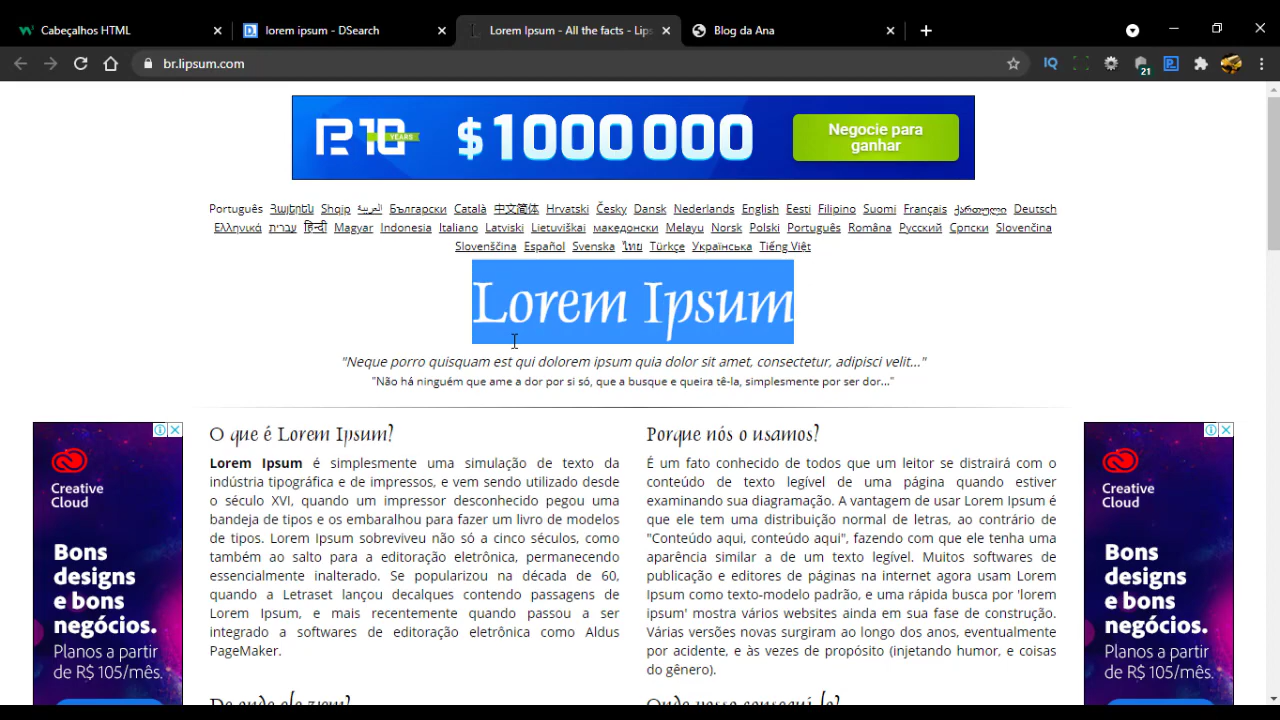 Cabeçalhos HTML
lorem ipsum - DSearch
Lorem Ipsum - All the facts - Lips
Blog da Ana
br.lipsum.com
IQ
21
10
YEARS
$1000000
Negocie para
ganhar
Português Հայերեն Shqip العربية Български Català 中文简体 Hrvatski Česky Dansk Nederlands English Eesti Filipino Suomi Français ქართული Deutsch
Ελληνικά עברית हिन्दी Magyar Indonesia Italiano Latviski Lietuviškai македонски Melayu Norsk Polski Português Româna Русский Српски Slovenčina
Slovenščina Español Svenska ไทย Türkçe Українська Tiếng Việt
Lorem Ipsum
"Neque porro quisquam est qui dolorem ipsum quia dolor sit amet, consectetur, adipisci velit..."
"Não há ninguém que ame a dor por si só, que a busque e queira tê-la, simplesmente por ser dor..."
O que é Lorem Ipsum?
Lorem Ipsum é simplesmente uma simulação de texto da
indústria tipográfica e de impressos, e vem sendo utilizado desde
o século XVI, quando um impressor desconhecido pegou uma
bandeja de tipos e os embaralhou para fazer um livro de modelos
de tipos. Lorem Ipsum sobreviveu não só a cinco séculos, como
também ao salto para a editoração eletrônica, permanecendo
essencialmente inalterado. Se popularizou na década de 60,
quando a Letraset lançou decalques contendo passagens de
Lorem Ipsum, e mais recentemente quando passou a ser
integrado a softwares de editoração eletrônica como Aldus
PageMaker.
Porque nós o usamos?
É um fato conhecido de todos que um leitor se distrairá com o
conteúdo de texto legível de uma página quando estiver
examinando sua diagramação. A vantagem de usar Lorem Ipsum é
que ele tem uma distribuição normal de letras, ao contrário de
"Conteúdo aqui, conteúdo aqui", fazendo com que ele tenha uma
aparência similar a de um texto legível. Muitos softwares de
publicação e editores de páginas na internet agora usam Lorem
Ipsum como texto-modelo padrão, e uma rápida busca por 'lorem
ipsum' mostra vários websites ainda em sua fase de construção.
Várias versões novas surgiram ao longo dos anos, eventualmente
por acidente, e às vezes de propósito (injetando humor, e coisas
do gênero).
Creative
Cloud
Bons
designs
e bons
negócios.
Planos a partir
de R$ 105/mês.
Creative
Cloud
Bons
designs
e bons
negócios.
Planos a partir
de R$ 105/mês.